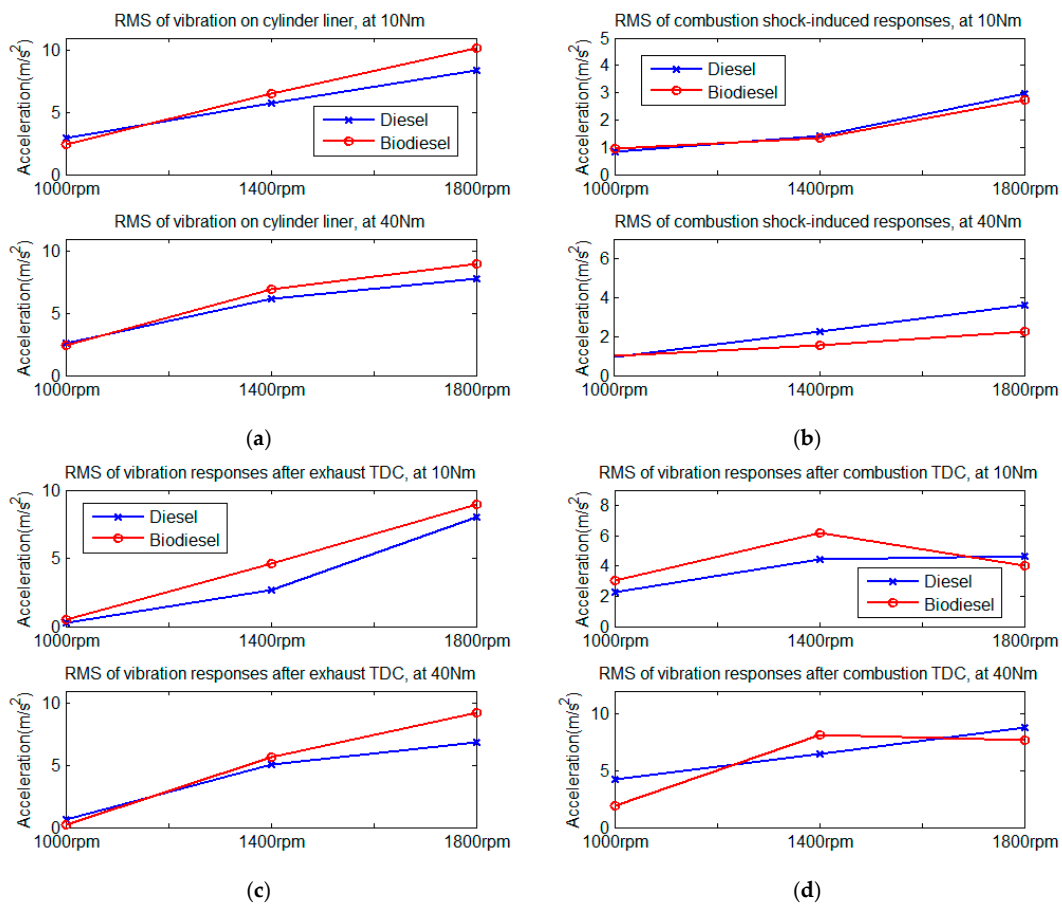 RMS of vibration on cylinder liner, at 10Nm
Acceleration(m/s²)
10
5
0
Diesel
Biodiesel
1000rpm
1400rpm
1800rpm
RMS of vibration on cylinder liner, at 40Nm
Acceleration(m/s²)
10
5
0
1000rpm
1400rpm
1800rpm
(a)
RMS of combustion shock-induced responses, at 10Nm
Acceleration(m/s²)
5
4
3
2
1
0
Diesel
Biodiesel
1000rpm
1400rpm
1800rpm
RMS of combustion shock-induced responses, at 40Nm
Acceleration(m/s²)
6
4
2
0
1000rpm
1400rpm
1800rpm
(b)
RMS of vibration responses after exhaust TDC, at 10Nm
Acceleration(m/s²)
10
5
0
Diesel
Biodiesel
1000rpm
1400rpm
1800rpm
RMS of vibration responses after exhaust TDC, at 40Nm
Acceleration(m/s²)
10
5
0
1000rpm
1400rpm
1800rpm
(c)
RMS of vibration responses after combustion TDC, at 10Nm
Acceleration(m/s²)
8
6
4
2
0
Diesel
Biodiesel
1000rpm
1400rpm
1800rpm
RMS of vibration responses after combustion TDC, at 40Nm
Acceleration(m/s²)
10
5
0
1000rpm
1400rpm
1800rpm
(d)